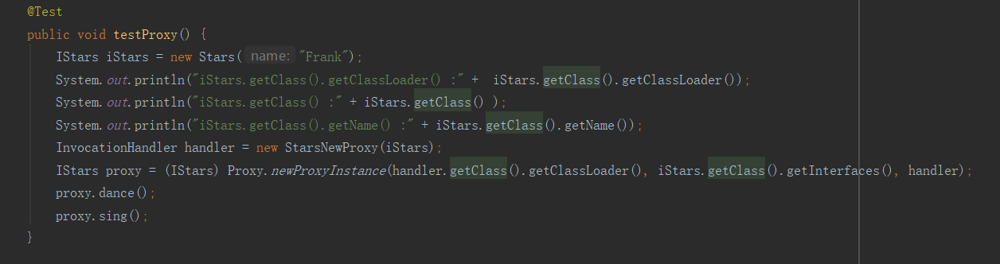 @Test
public void testProxy() {
IStars iStars = new Stars( name: "Frank");
System.out.println("iStars.getClass().getClassLoader() :" +  iStars.getClass().getClassLoader());
System.out.println("iStars.getClass() :" + iStars.getClass() );
System.out.println("iStars.getClass().getName() :" + iStars.getClass().getName());
InvocationHandler handler = new StarsNewProxy(iStars);
IStars proxy = (IStars) Proxy.newProxyInstance(handler.getClass().getClassLoader(), iStars.getClass().getInterfaces(), handler);
proxy.dance();
proxy.sing();
}